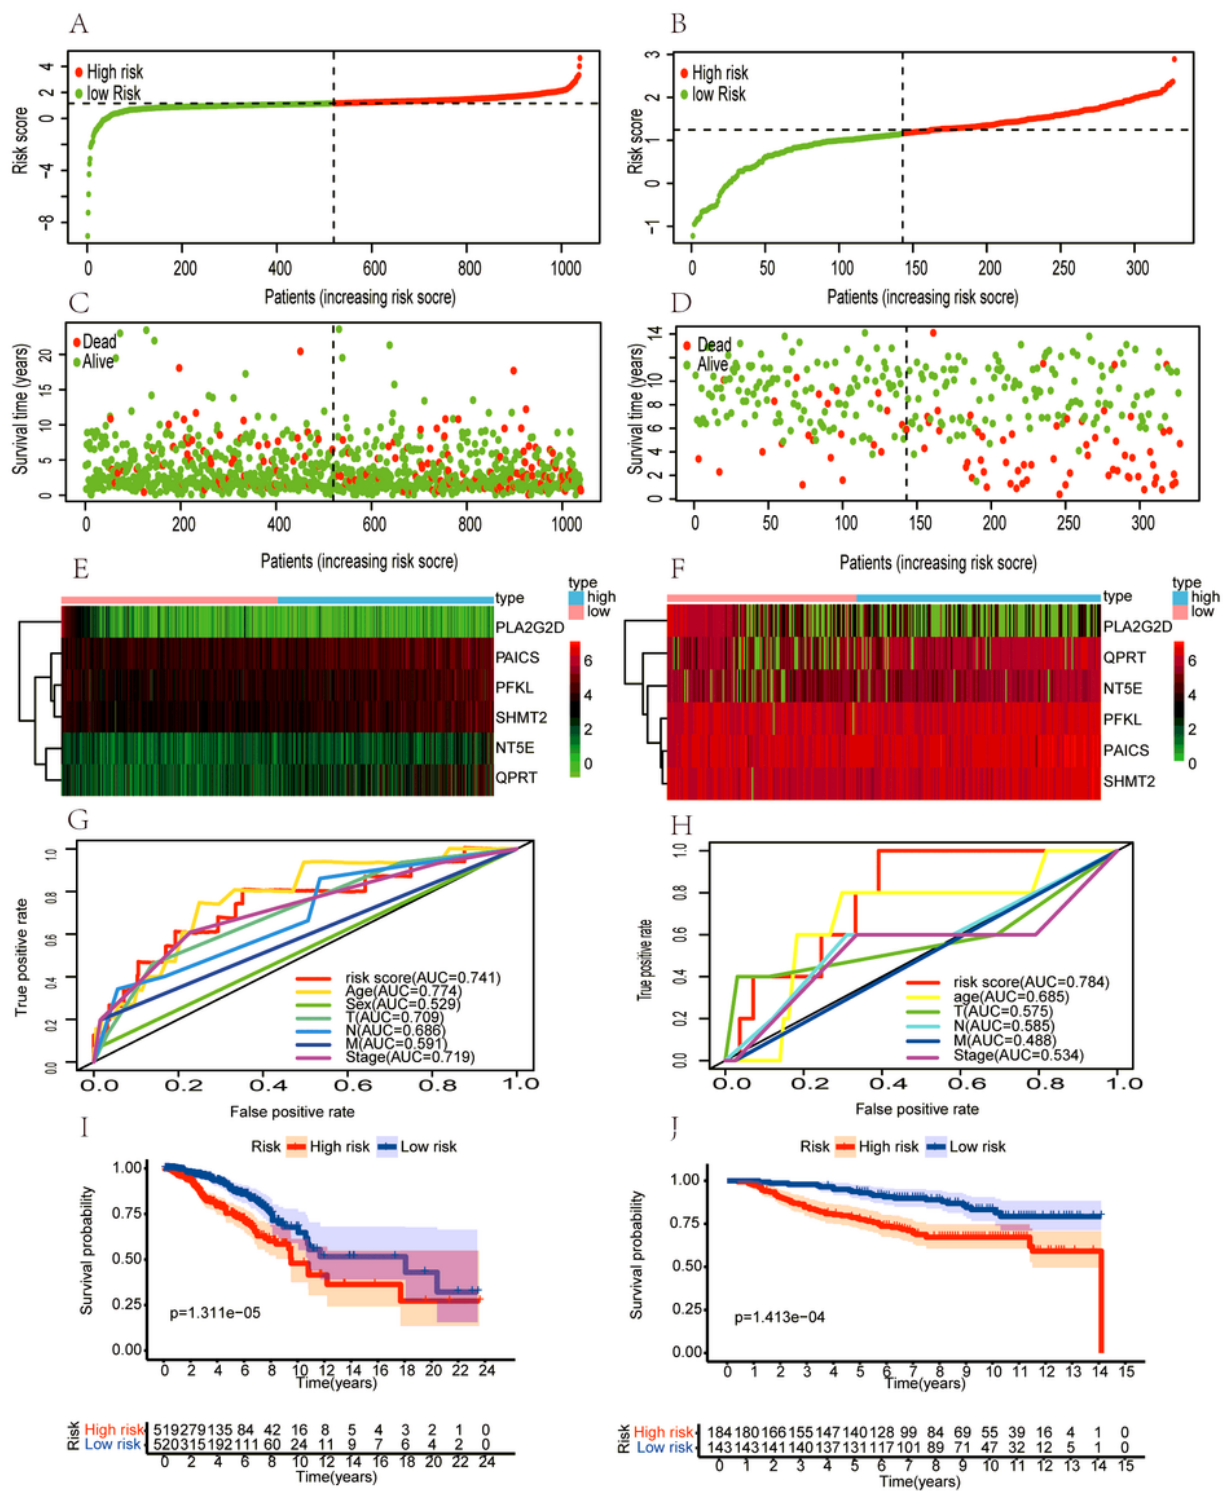 A
High risk
low Risk
Risk score
4
2
0
−4
−8
0 200 400 600 800 1000
Patients (increasing risk socre)
B
High risk
low Risk
Risk score
3
2
1
0
−1
0 50 100 150 200 250 300
Patients (increasing risk socre)
C
Dead
Alive
Survival time (years)
20
15
10
5
0
0 200 400 600 800 1000
Patients (increasing risk socre)
D
Dead
Alive
Survival time (years)
14
10
8
6
4
2
0
0 50 100 150 200 250 300
Patients (increasing risk socre)
E
type
type
high
low
PLA2G2D
PAICS
PFKL
SHMT2
NT5E
QPRT
6
4
2
0
F
type
type
high
low
PLA2G2D
QPRT
NT5E
PFKL
PAICS
SHMT2
6
4
2
0
G
True positive rate
1.0
0.8
0.6
0.4
0.2
0.0
risk score(AUC=0.741)
Age(AUC=0.774)
Sex(AUC=0.529)
T(AUC=0.709)
N(AUC=0.686)
M(AUC=0.591)
Stage(AUC=0.719)
0.0 0.2 0.4 0.6 0.8 1.0
False positive rate
H
True positive rate
1.0
0.8
0.6
0.4
0.2
0.0
risk score(AUC=0.784)
age(AUC=0.685)
T(AUC=0.575)
N(AUC=0.585)
M(AUC=0.488)
Stage(AUC=0.534)
0.0 0.2 0.4 0.6 0.8 1.0
False positive rate
I
Risk High risk Low risk
Survival probability
1.00
0.75
0.50
0.25
0.00
p=1.311e−05
0 2 4 6 8 10 12 14 16 18 20 22 24
Time(years)
Risk
High risk 519 279 135 84 42 16 8 5 4 3 2 1 0
Low risk 520 315 192 111 60 24 11 9 7 6 4 2 0
0 2 4 6 8 10 12 14 16 18 20 22 24
Time(years)
J
Risk High risk Low risk
Survival probability
1.00
0.75
0.50
0.25
0.00
p=1.413e−04
0 1 2 3 4 5 6 7 8 9 10 11 12 13 14 15
Time(years)
Risk
High risk 184 180 166 155 147 140 128 99 84 69 55 39 16 4 1 0
Low risk 143 143 141 140 137 131 117 101 89 71 47 32 12 5 1 0
0 1 2 3 4 5 6 7 8 9 10 11 12 13 14 15
Time(years)